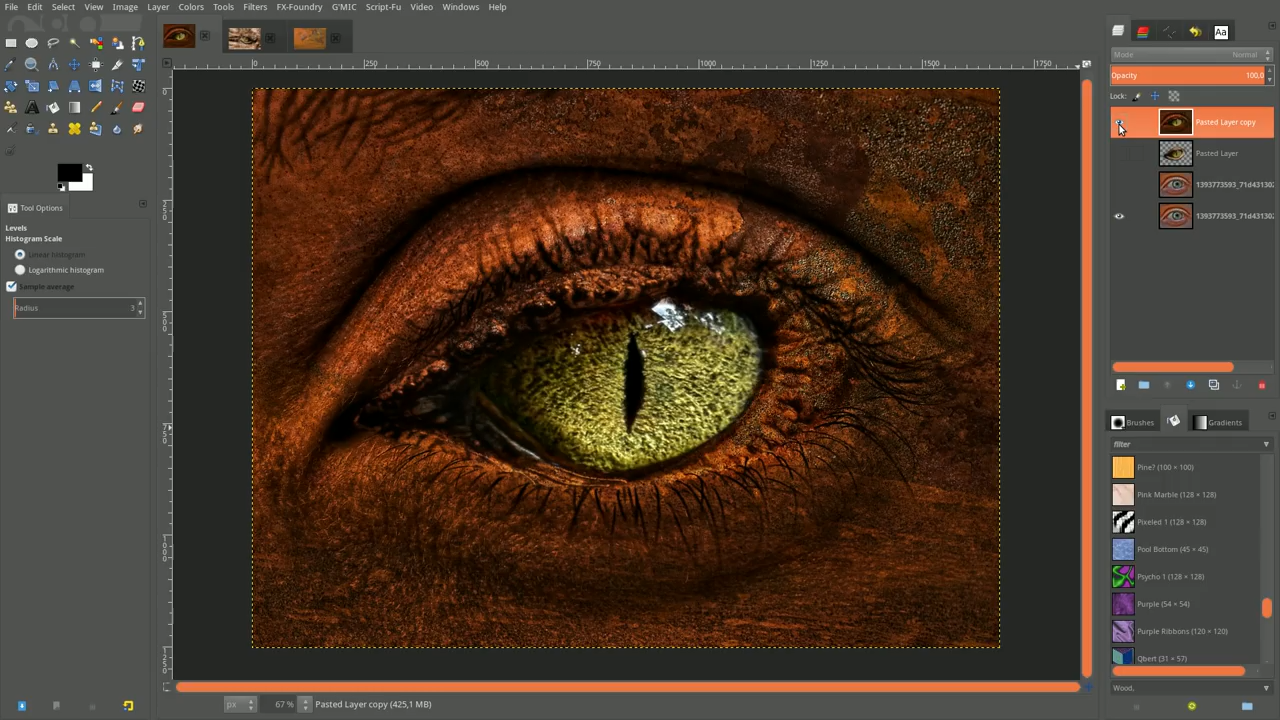 File Edit Select View Image Layer Colors Tools Filters FX-Foundry G'MIC Script-Fu Video Windows Help
Aa
Mode Normal
Opacity 100,0
Lock:
Pasted Layer copy
Pasted Layer
1393773593_71d431302
1393773593_71d431302
0 250 500 750 1000 1250 1500 1750
Tool Options
Levels
Histogram Scale
Linear histogram
Logarithmic histogram
Sample average
Radius 3
Brushes Gradients
filter
Pine? (100 × 100)
Pink Marble (128 × 128)
Pixeled 1 (128 × 128)
Pool Bottom (45 × 45)
Psycho 1 (128 × 128)
Purple (54 × 54)
Purple Ribbons (120 × 120)
Qbert (31 × 57)
Wood,
px 67 % Pasted Layer copy (425,1 MB)